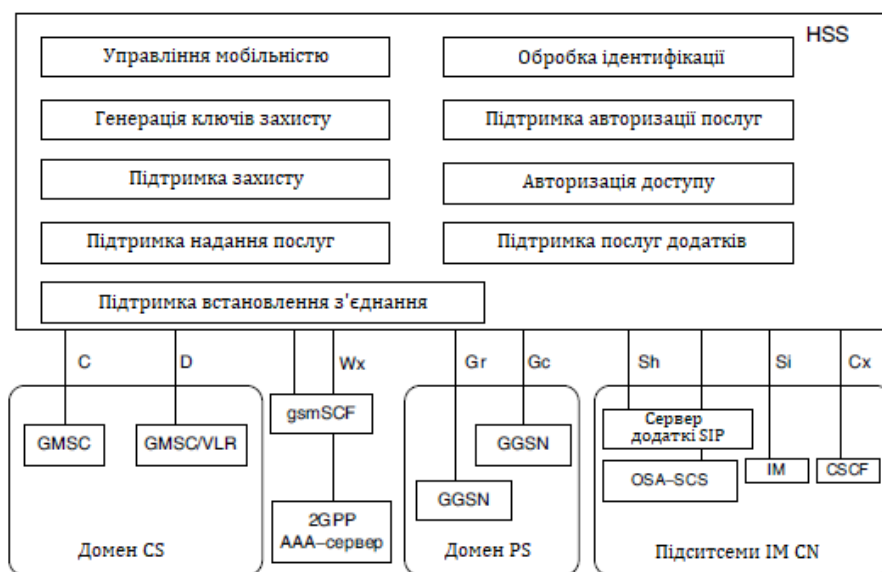 HSS
Управління мобільністю
Обробка ідентифікації
Генерація ключів захисту
Підтримка авторизації послуг
Підтримка захисту
Авторизація доступу
Підтримка надання послуг
Підтримка послуг додатків
Підтримка встановлення з'єднання
C
D
Wx
Gr
Gc
Sh
Si
Cx
gsmSCF
GMSC
GMSC/VLR
GGSN
Сервер
додаткі SIP
OSA–SCS
IM
CSCF
GGSN
2GPP
AAA–сервер
Домен CS
Домен PS
Підситсеми IM CN